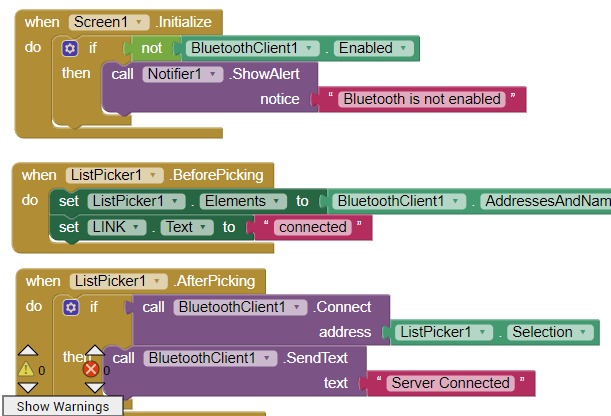 when Screen1 .Initialize
do if not BluetoothClient1 . Enabled
then call Notifier1 .ShowAlert
notice "Bluetooth is not enabled"
when ListPicker1 .BeforePicking
do set ListPicker1 . Elements to BluetoothClient1 . AddressesAndNam
set LINK . Text to "connected"
when ListPicker1 .AfterPicking
do if call BluetoothClient1 .Connect
address ListPicker1 . Selection
then call BluetoothClient1 .SendText
0 0
text "Server Connected"
Show Warnings